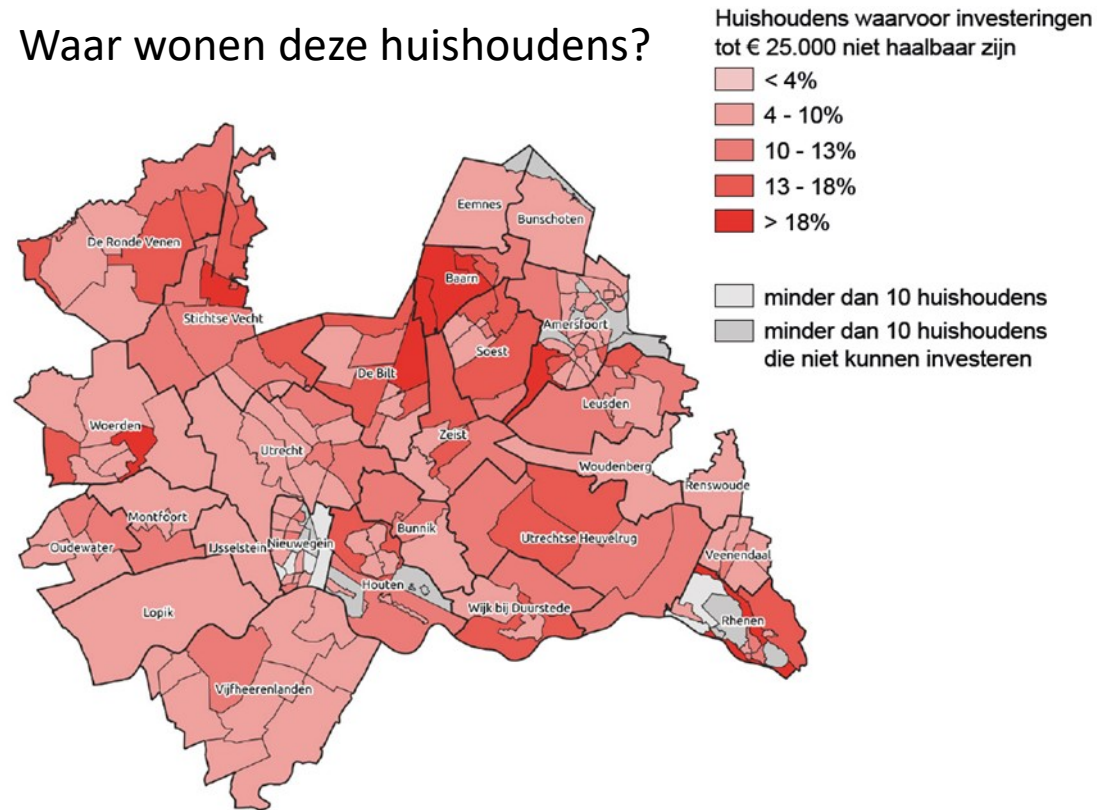 Waar wonen deze huishoudens?
Huishoudens waarvoor investeringen
tot € 25.000 niet haalbaar zijn
< 4%
4 - 10%
10 - 13%
13 - 18%
> 18%
minder dan 10 huishoudens
minder dan 10 huishoudens
die niet kunnen investeren
Eemnes
Bunschoten
De Ronde Venen
Baarn
Stichtse Vecht
Amersfoort
Soest
De Bilt
Leusden
Woerden
Zeist
Utrecht
Woudenberg
Renswoude
Montfoort
Bunnik
Utrechtse Heuvelrug
Oudewater
IJsselstein
Nieuwegein
Veenendaal
Houten
Lopik
Wijk bij Duurstede
Rhenen
Vijfheerenlanden